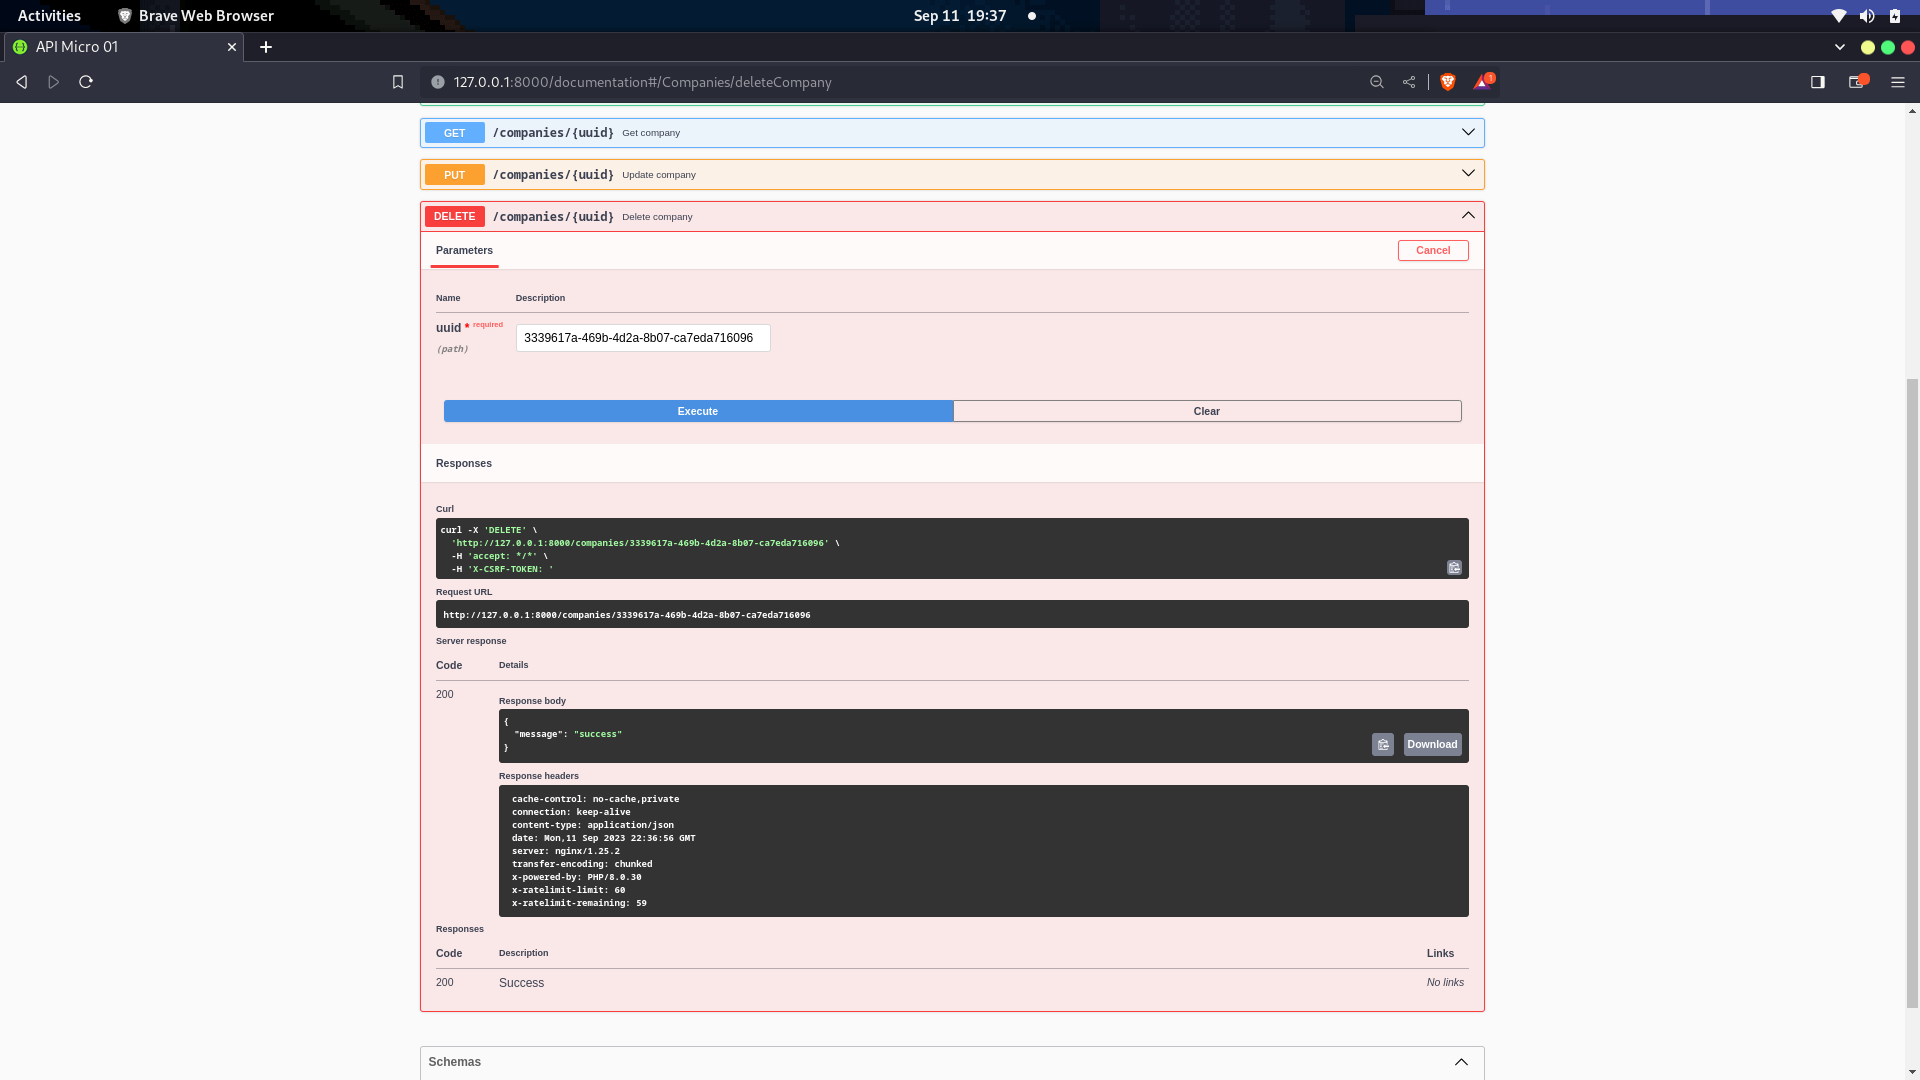 Activities
Brave Web Browser
Sep 11 19:37
API Micro 01
127.0.0.1:8000/documentation#/Companies/deleteCompany
1
GET /companies/{uuid} Get company
PUT /companies/{uuid} Update company
DELETE /companies/{uuid} Delete company
Parameters
Cancel
Name Description
uuid * required
(path)
3339617a-469b-4d2a-8b07-ca7eda716096
Execute
Clear
Responses
Curl
curl -X 'DELETE' \
'http://127.0.0.1:8000/companies/3339617a-469b-4d2a-8b07-ca7eda716096' \
-H 'accept: */*' \
-H 'X-CSRF-TOKEN: '
Request URL
http://127.0.0.1:8000/companies/3339617a-469b-4d2a-8b07-ca7eda716096
Server response
Code Details
200
Response body
{
"message": "success"
}
Download
Response headers
cache-control: no-cache,private
connection: keep-alive
content-type: application/json
date: Mon,11 Sep 2023 22:36:56 GMT
server: nginx/1.25.2
transfer-encoding: chunked
x-powered-by: PHP/8.0.30
x-ratelimit-limit: 60
x-ratelimit-remaining: 59
Responses
Code Description Links
200 Success No links
Schemas